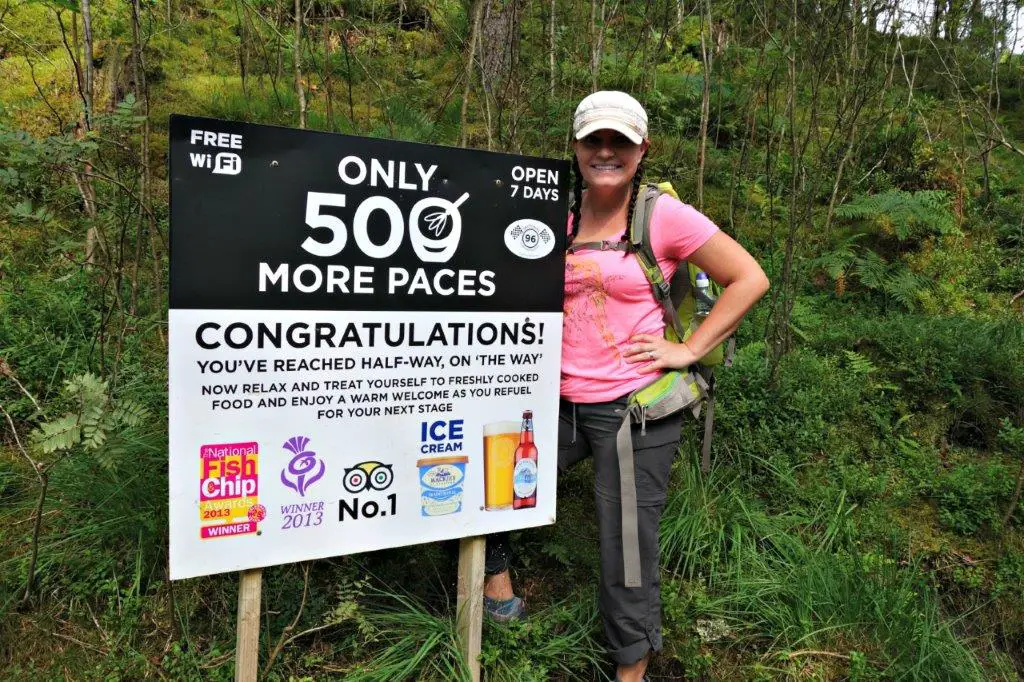 FREE
WiFi
ONLY
500
MORE PACES
OPEN
7 DAYS
96
CONGRATULATIONS!
YOU'VE REACHED HALF-WAY, ON 'THE WAY'
NOW RELAX AND TREAT YOURSELF TO FRESHLY COOKED
FOOD AND ENJOY A WARM WELCOME AS YOU REFUEL
FOR YOUR NEXT STAGE
The National
Fish &
Chip
Awards
2013
WINNER
WINNER
2013
No.1
ICE
CREAM
MACKIE'S
TRADITIONAL